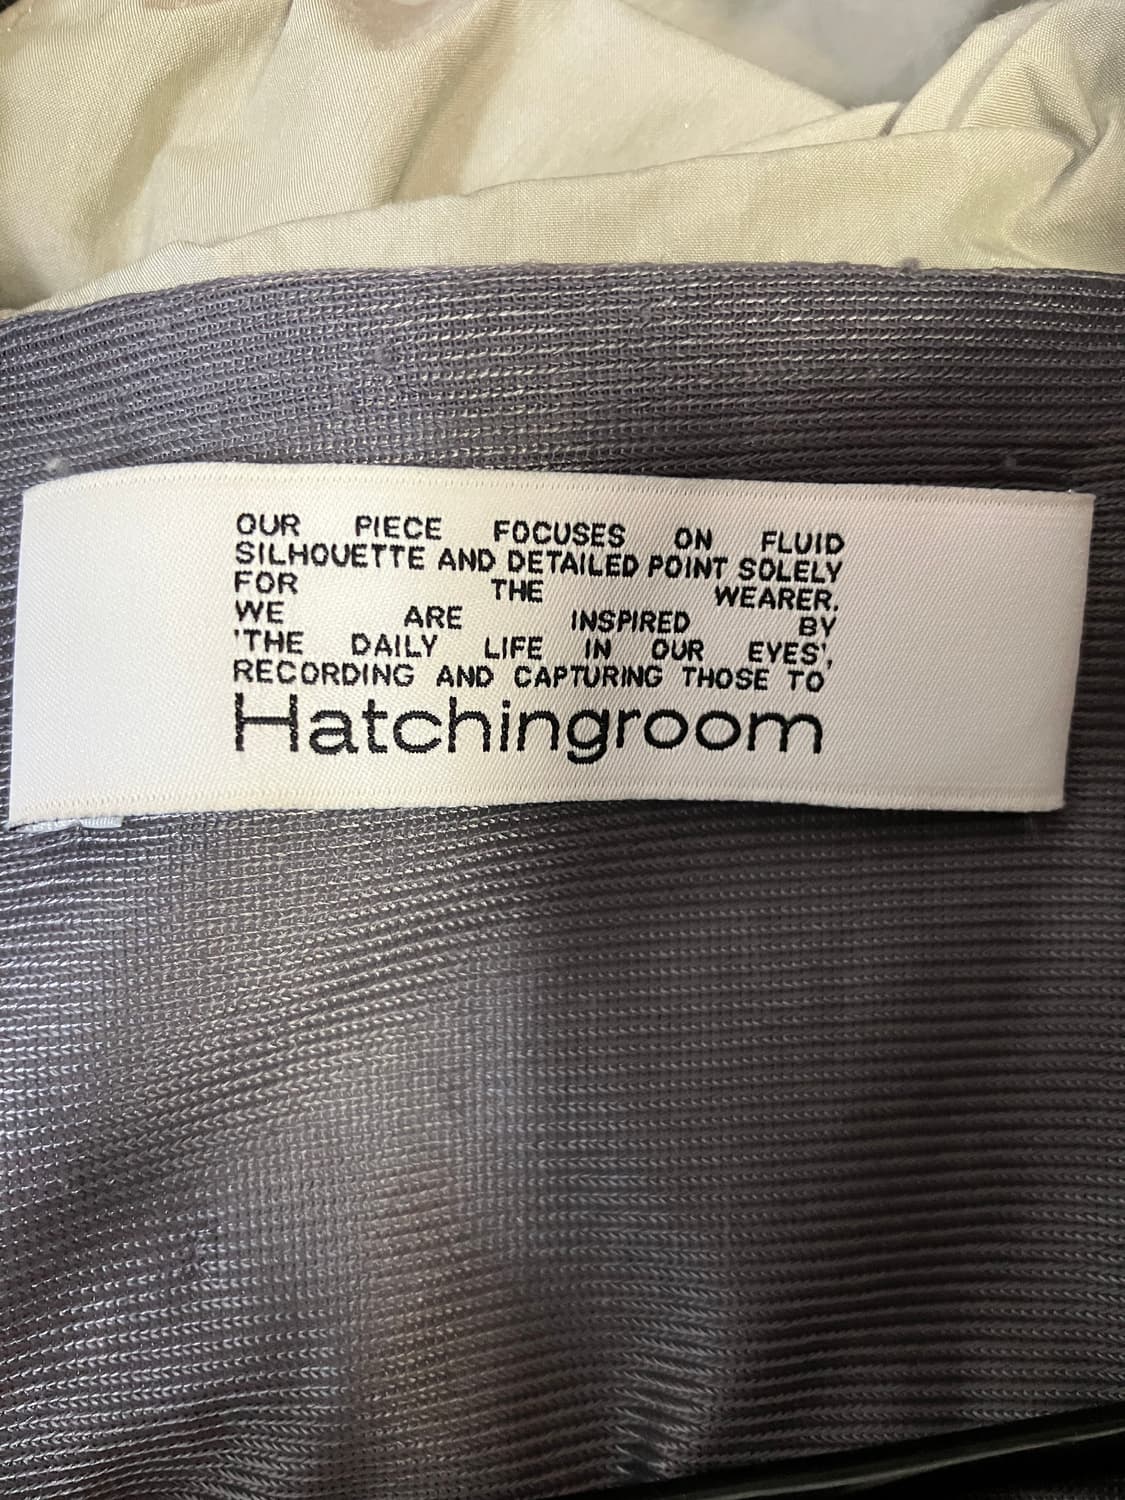 OUR PIECE FOCUSES ON FLUID
SILHOUETTE AND DETAILED POINT SOLELY
FOR THE WEARER.
WE ARE INSPIRED BY
'THE DAILY LIFE IN OUR EYES',
RECORDING AND CAPTURING THOSE TO
Hatchingroom